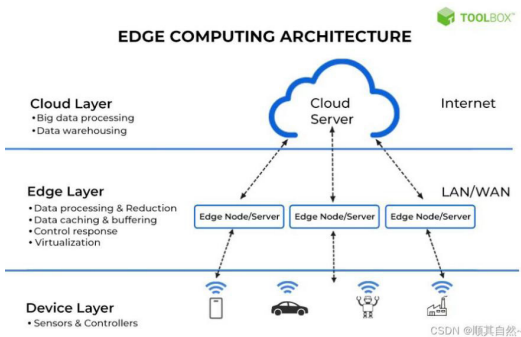 TOOLBOX™
EDGE COMPUTING ARCHITECTURE
Cloud Layer
• Big data processing
• Data warehousing
Cloud
Server
Internet
Edge Layer
• Data processing & Reduction
• Data caching & buffering
• Control response
• Virtualization
LAN/WAN
Edge Node/Server
Edge Node/Server
Edge Node/Server
Device Layer
• Sensors & Controllers
CSDN @顺其自然~